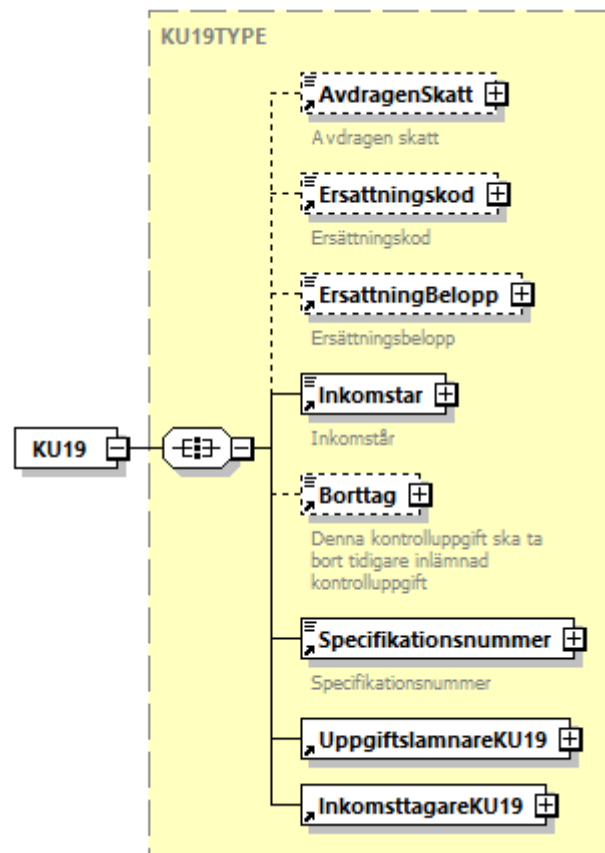 KU19TYPE
AvdragenSkatt
Avdragen skatt
Ersattningskod
Ersättningskod
ErsattningBelopp
Ersättningsbelopp
Inkomstar
Inkomstår
KU19
Borttag
Denna kontrolluppgift ska ta
bort tidigare inlämnad
kontrolluppgift
Specifikationsnummer
Specifikationsnummer
UppgiftslamnareKU19
InkomsttagareKU19